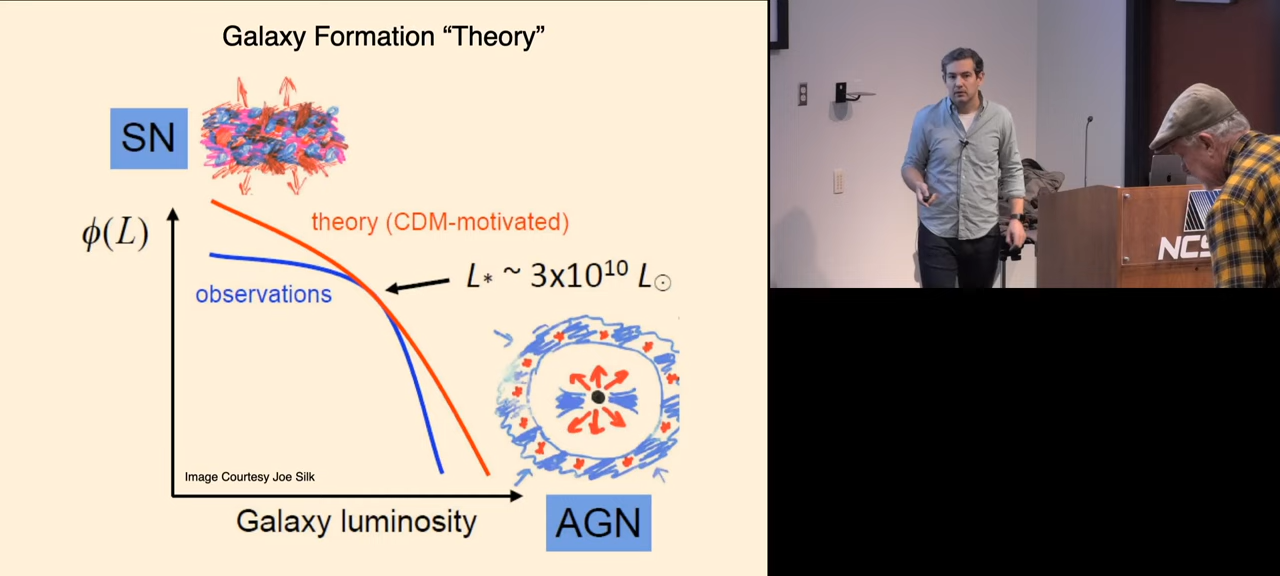 Galaxy Formation “Theory”
SN
ϕ(L)
theory (CDM-motivated)
L* ~ 3x10¹⁰ L☉
observations
Image Courtesy Joe Silk
Galaxy luminosity
AGN